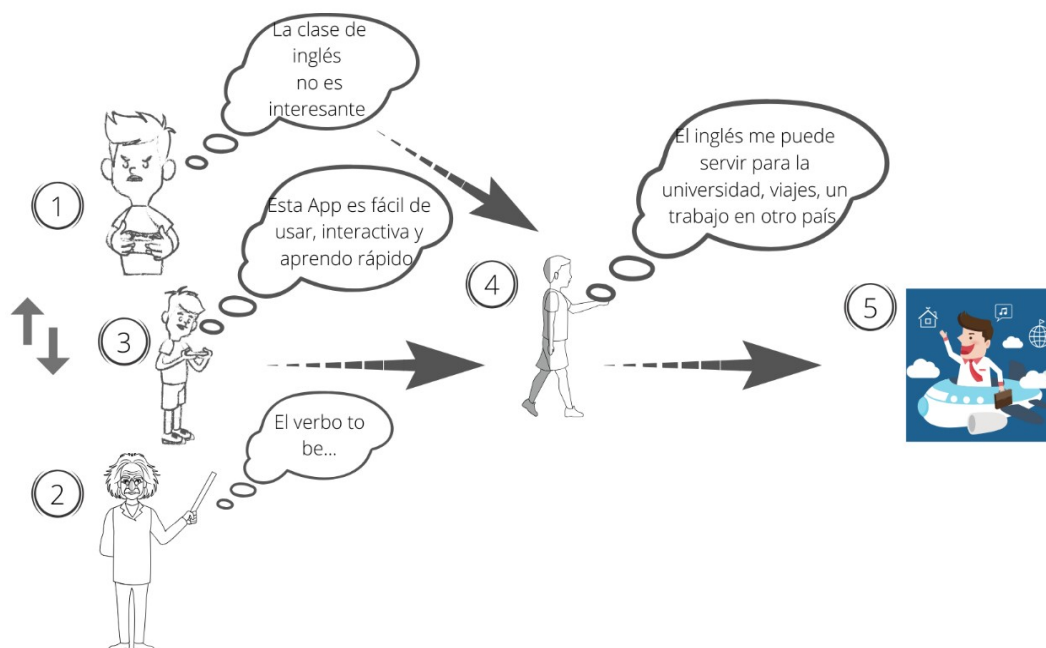 La clase de
inglés
no es
interesante
1
Esta App es fácil de
usar, interactiva y
aprendo rápido
3
El verbo to
be...
2
El inglés me puede
servir para la
universidad, viajes, un
trabajo en otro país
4
5